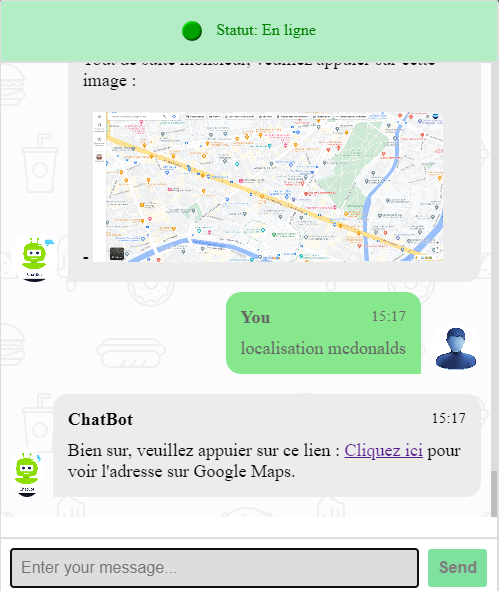 Statut: En ligne
Tout de suite monsieur, veuillez appuier sur cette
image :
-
You
15:17
localisation mcdonalds
ChatBot
15:17
Bien sur, veuillez appuier sur ce lien : Cliquez ici pour
voir l'adresse sur Google Maps.
Enter your message...
Send